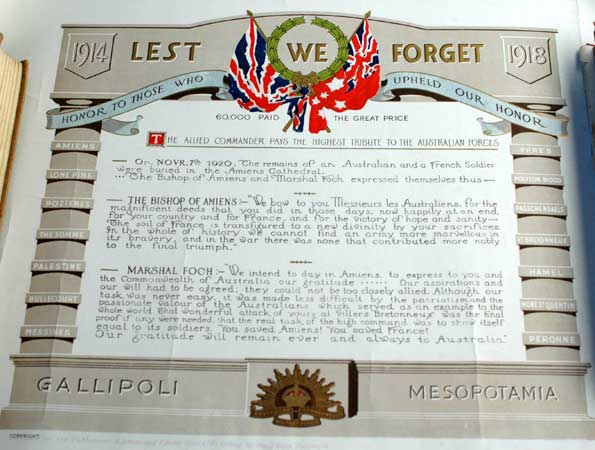 1914 LEST WE FORGET 1918
HONOR TO THOSE WHO UPHELD OUR HONOR
60,000 PAID THE GREAT PRICE
THE ALLIED COMMANDER PAYS THE HIGHEST TRIBUTE TO THE AUSTRALIAN FORCES
— On NOVR. 7th 1920, The remains of an Australian and a French Soldier
were buried in the Amiens Cathedral.
.... The Bishop of Amiens and Marshal Foch expressed themselves thus —
— THE BISHOP OF AMIENS:- "We bow to you Messieurs les Australiens, for the
magnificent deeds that you did in those days, now happily at an end,
for your country and for France, and for the victory of hope and sanity—
The soil of France is transfigured to a new divinity by your sacrifices
In the whole of history we cannot find an army more marvellous in
its bravery, and in the war there was none that contributed more nobly
to the final triumph."
— MARSHAL FOCH:- "We intend to day in Amiens, to express to you and
the Commonwealth of Australia our gratitude ...... Our aspirations and
our will had to be agreed, they could not be too closely allied. Although our
task was never easy, it was made less difficult by the patriotism and the
passionate valour of the Australians which served as an example to the
whole world. That wonderful attack of yours at Villers Bretonneux was the final
proof if any were needed, that the real task of the high command was to show itself
equal to its soldiers. You saved Amiens! You saved France!
Our gratitude will remain ever and always to Australia."
AMIENS
LONE PINE
POZIERES
THE SOMME
PALESTINE
BULLECOURT
MESSINES
YPRES
POLYGON WOOD
PASSCHENDAELE
V. BRETONNEUX
HAMEL
MONT ST QUENTIN
PERONNE
GALLIPOLI
MESOPOTAMIA
COPYRIGHT